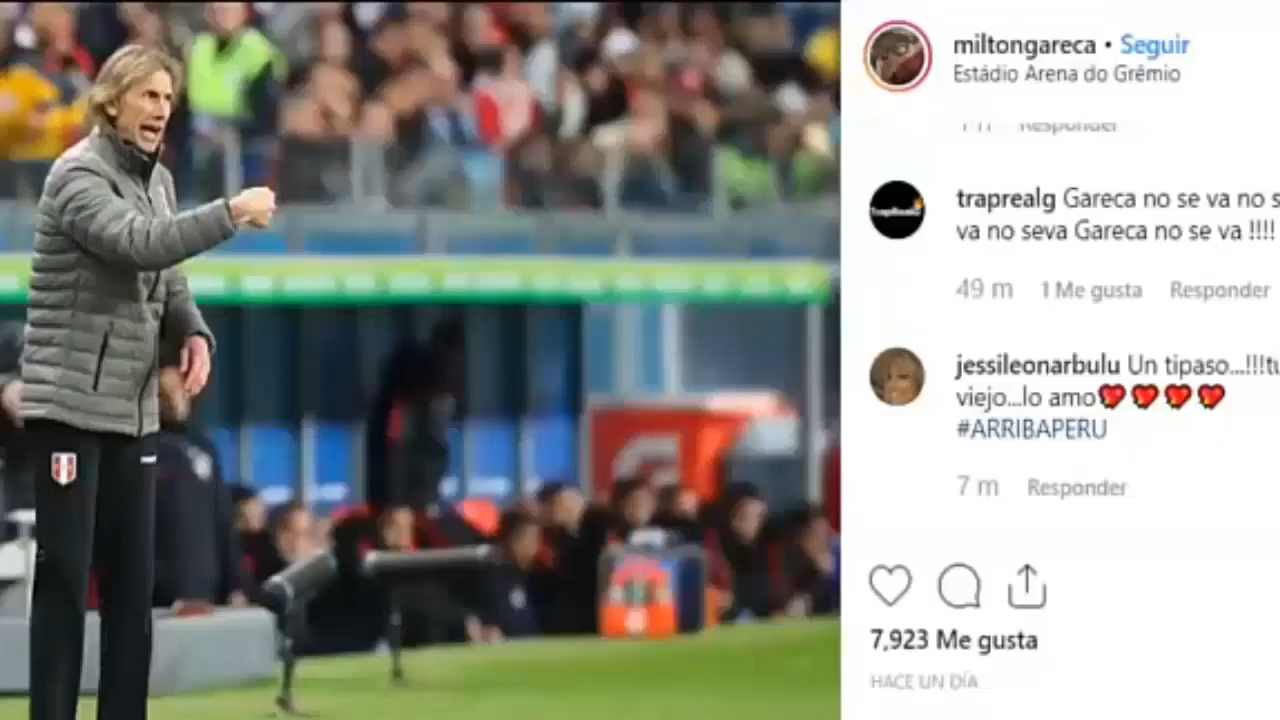 miltongareca • Seguir
Estádio Arena do Grêmio
Responder
traprealg Gareca no se va no s
va no seva Gareca no se va !!!!
49 m 1 Me gusta Responder
jessileonarbulu Un tipaso...!!!tu
viejo...lo amo
#ARRIBAPERU
7 m Responder
7,923 Me gusta
HACE UN DÍA